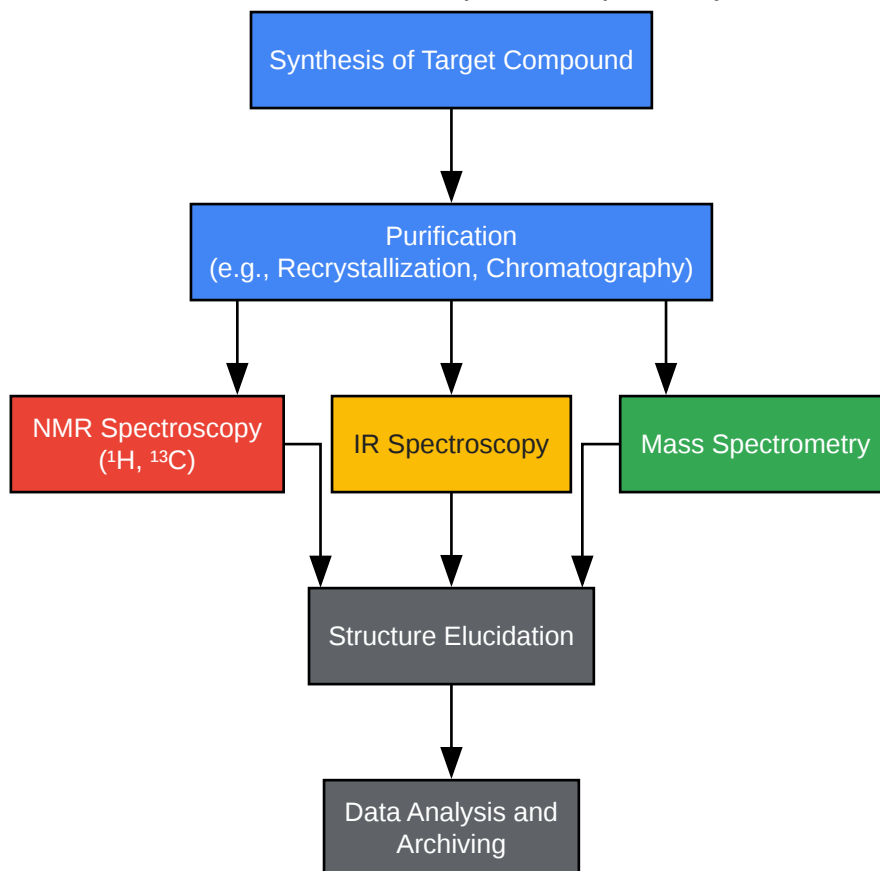 Synthesis of Target Compound
Purification
(e.g., Recrystallization, Chromatography)
NMR Spectroscopy
(¹H, ¹³C)
IR Spectroscopy
Mass Spectrometry
Structure Elucidation
Data Analysis and
Archiving